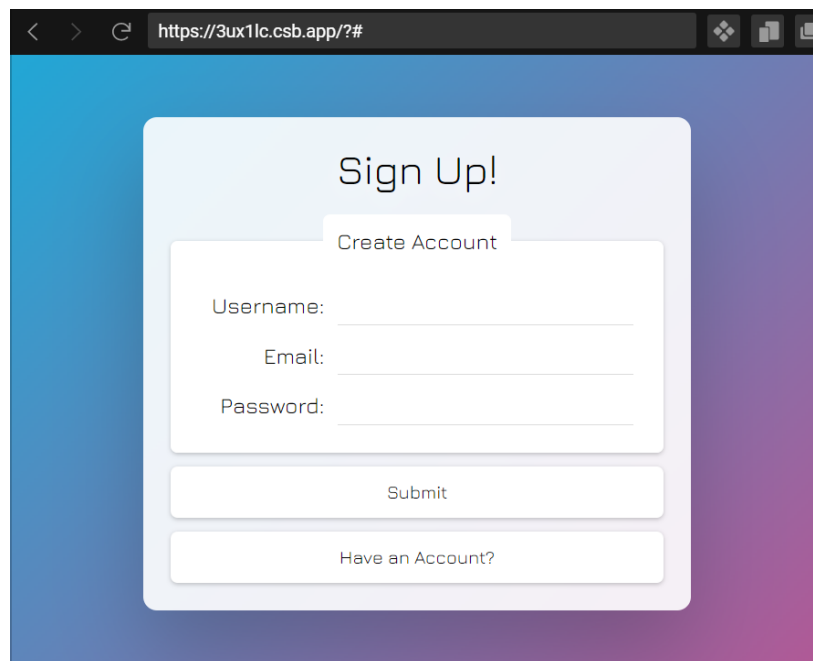 https://3ux1lc.csb.app/?#
Sign Up!
Create Account
Username:
Email:
Password:
Submit
Have an Account?